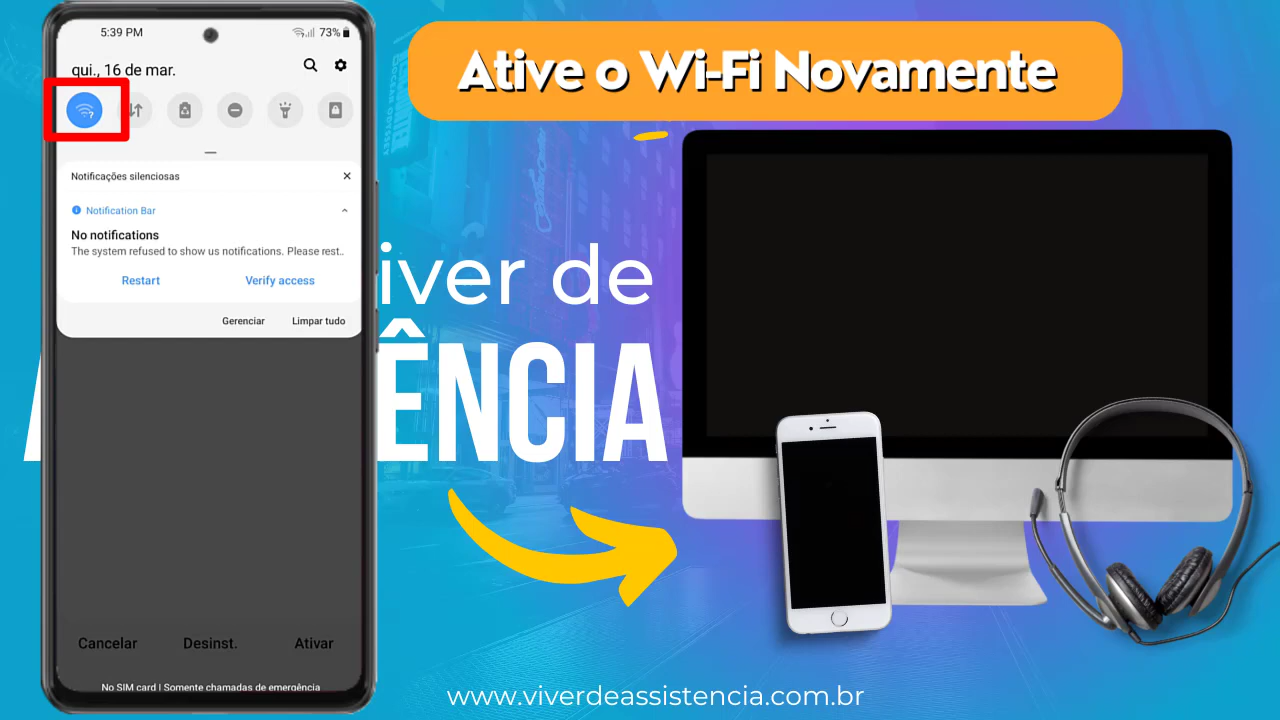 5:39 PM
73%
qui., 16 de mar.
Notificações silenciosas
Notification Bar
No notifications
The system refused to show us notifications. Please rest..
Restart
Verify access
Gerenciar
Limpar tudo
Cancelar
Desinst.
Ativar
No SIM card | Somente chamadas de emergência
Ative o Wi-Fi Novamente
iver de
ÊNCIA
www.viverdeassistencia.com.br